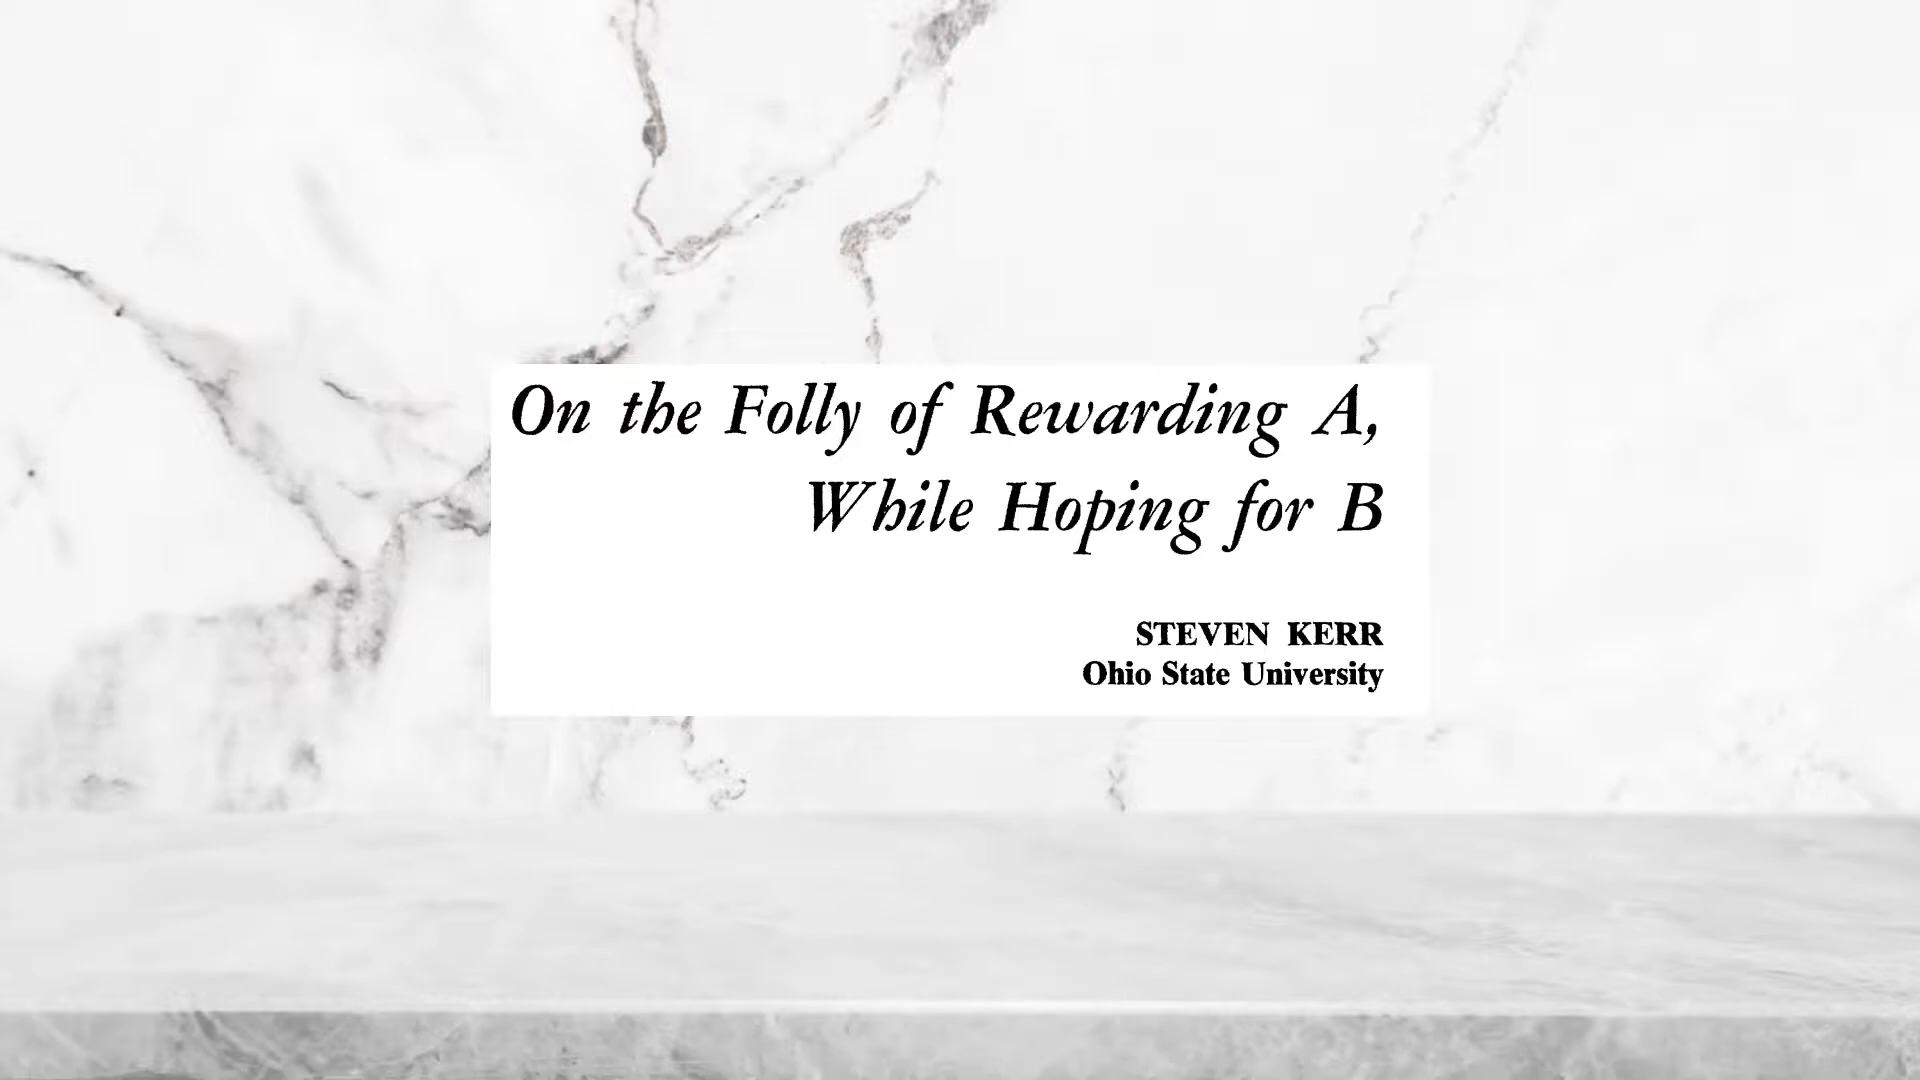 On the Folly of Rewarding A,
While Hoping for B
STEVEN KERR
Ohio State University